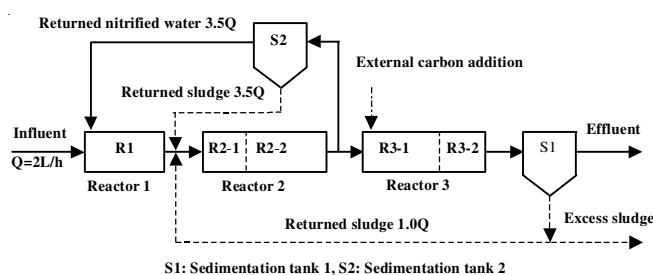 Returned nitrified water 3.5Q
S2
External carbon addition
Returned sludge 3.5Q
Influent
Q=2L/h
R1
R2-1
R2-2
R3-1
R3-2
S1
Effluent
Reactor 1
Reactor 2
Reactor 3
Returned sludge 1.0Q
Excess sludge
S1: Sedimentation tank 1, S2: Sedimentation tank 2